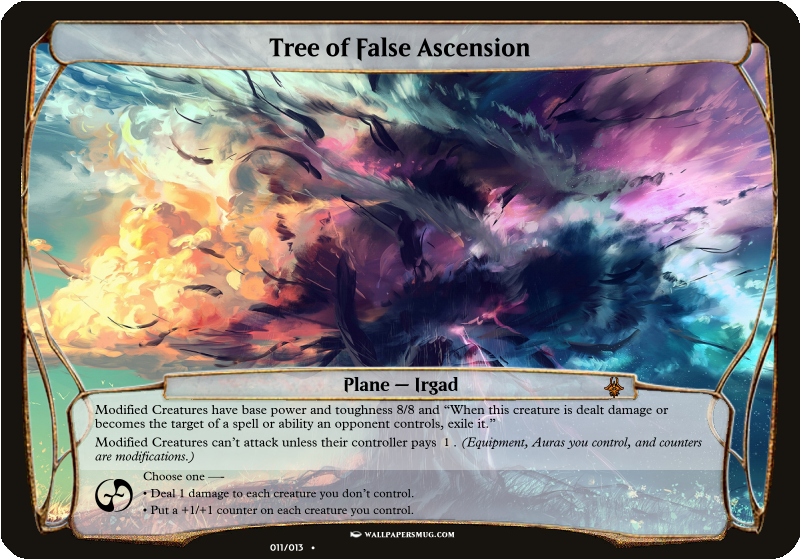 Tree of False Ascension
Plane — Irgad
Modified Creatures have base power and toughness 8/8 and “When this creature is dealt damage or
becomes the target of a spell or ability an opponent controls, exile it.”
Modified Creatures can’t attack unless their controller pays 1 . (Equipment, Auras you control, and counters
are modifications.)
Choose one —
• Deal 1 damage to each creature you don’t control.
• Put a +1/+1 counter on each creature you control.
WALLPAPERSMUG.COM
011/013 •